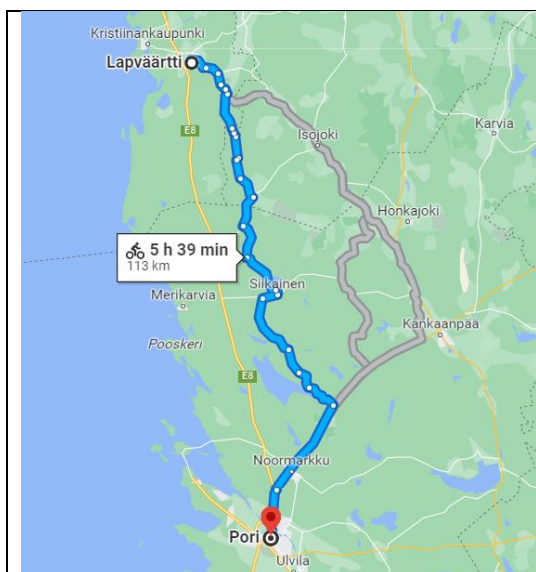 Kristiinankaupunki
Lapväärtti
E8
Isojoki
Karvia
Honkajoki
5 h 39 min
113 km
Siikainen
Merikarvia
Kankaanpää
Pooskeri
E8
Noormarkku
Pori
Ulvila